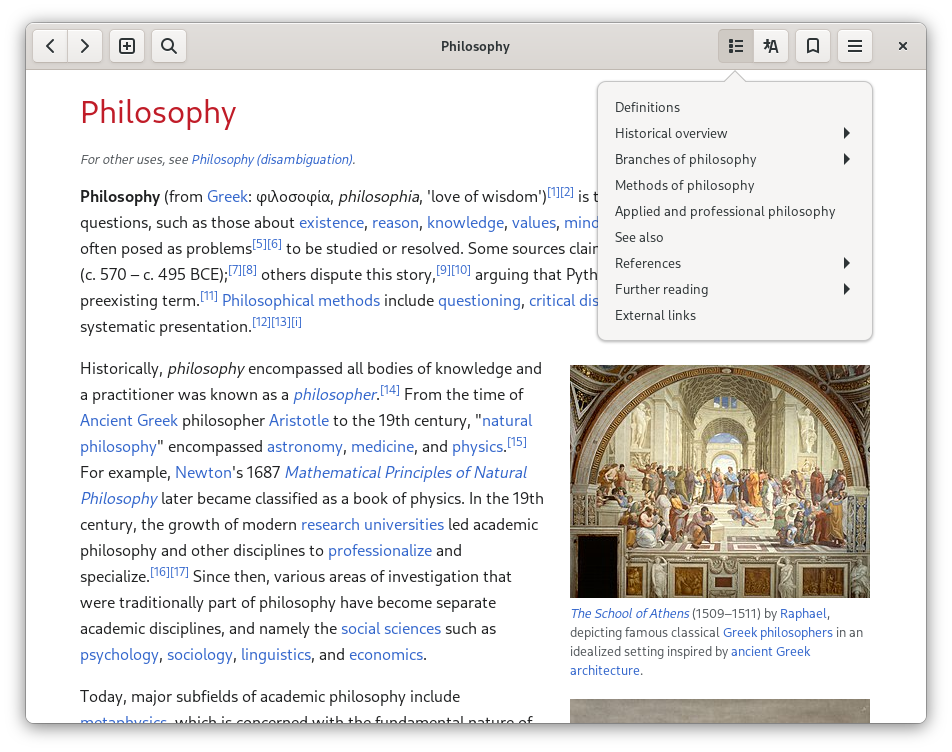 Philosophy
Definitions
Historical overview
Branches of philosophy
Methods of philosophy
Applied and professional philosophy
See also
References
Further reading
External links
Philosophy
For other uses, see Philosophy (disambiguation).
Philosophy (from Greek: φιλοσοφία, philosophia, 'love of wisdom')[1][2] is
questions, such as those about existence, reason, knowledge, values, mind
often posed as problems[5][6] to be studied or resolved. Some sources
(c. 570 – c. 495 BCE);[7][8] others dispute this story,[9][10] arguing that
preexisting term.[11] Philosophical methods include questioning, critical
systematic presentation.[12][13][i]
Historically, philosophy encompassed all bodies of knowledge and
a practitioner was known as a philosopher.[14] From the time of
Ancient Greek philosopher Aristotle to the 19th century, "natural
philosophy" encompassed astronomy, medicine, and physics.[15]
For example, Newton's 1687 Mathematical Principles of Natural
Philosophy later became classified as a book of physics. In the 19th
century, the growth of modern research universities led academic
philosophy and other disciplines to professionalize and
specialize.[16][17] Since then, various areas of investigation that
were traditionally part of philosophy have become separate
academic disciplines, and namely the social sciences such as
psychology, sociology, linguistics, and economics.
Today, major subfields of academic philosophy include
metaphysics, which is concerned with the fundamental nature of
The School of Athens (1509–1511) by Raphael,
depicting famous classical Greek philosophers in an
idealized setting inspired by ancient Greek
architecture.